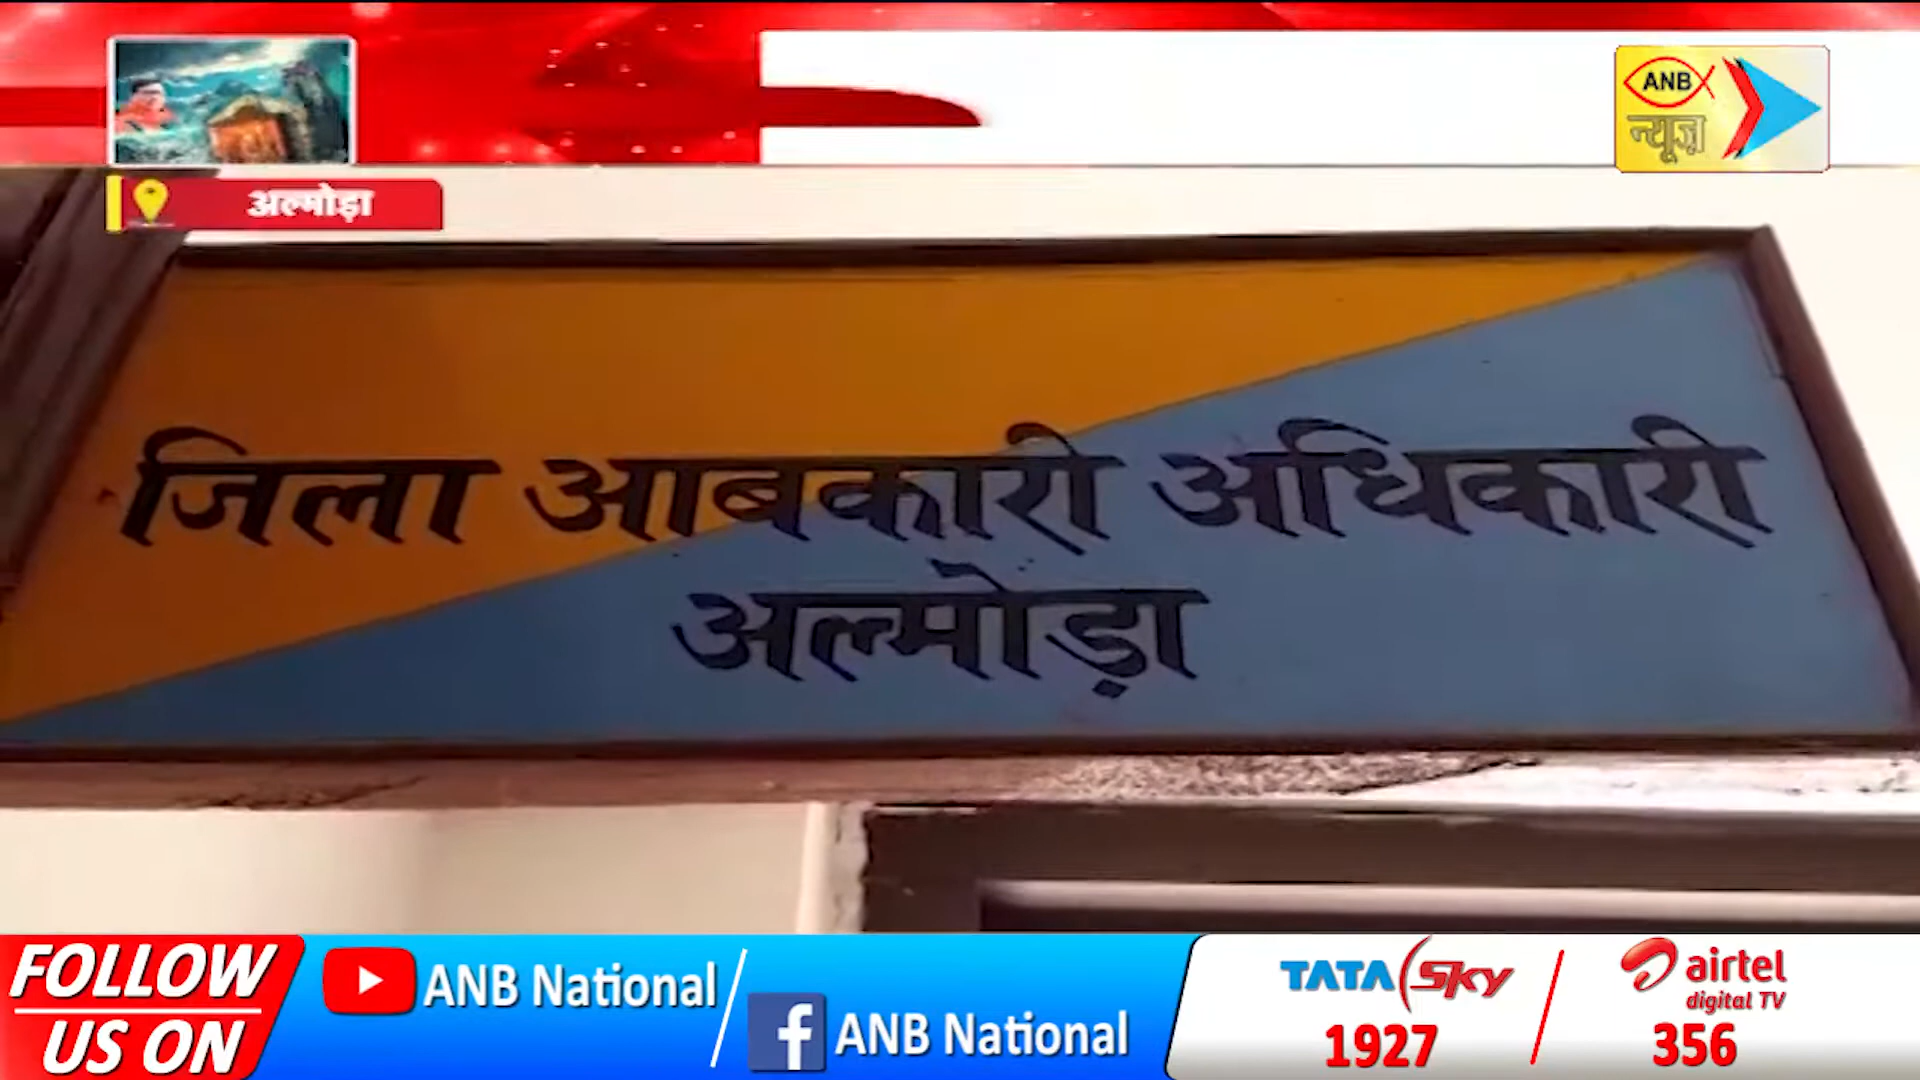 ANB
न्यूज़
अल्मोड़ा
जिला आबकारी अधिकारी
अल्मोड़ा
FOLLOW
US ON
ANB National
ANB National
TATA Sky
1927
airtel
digital TV
356